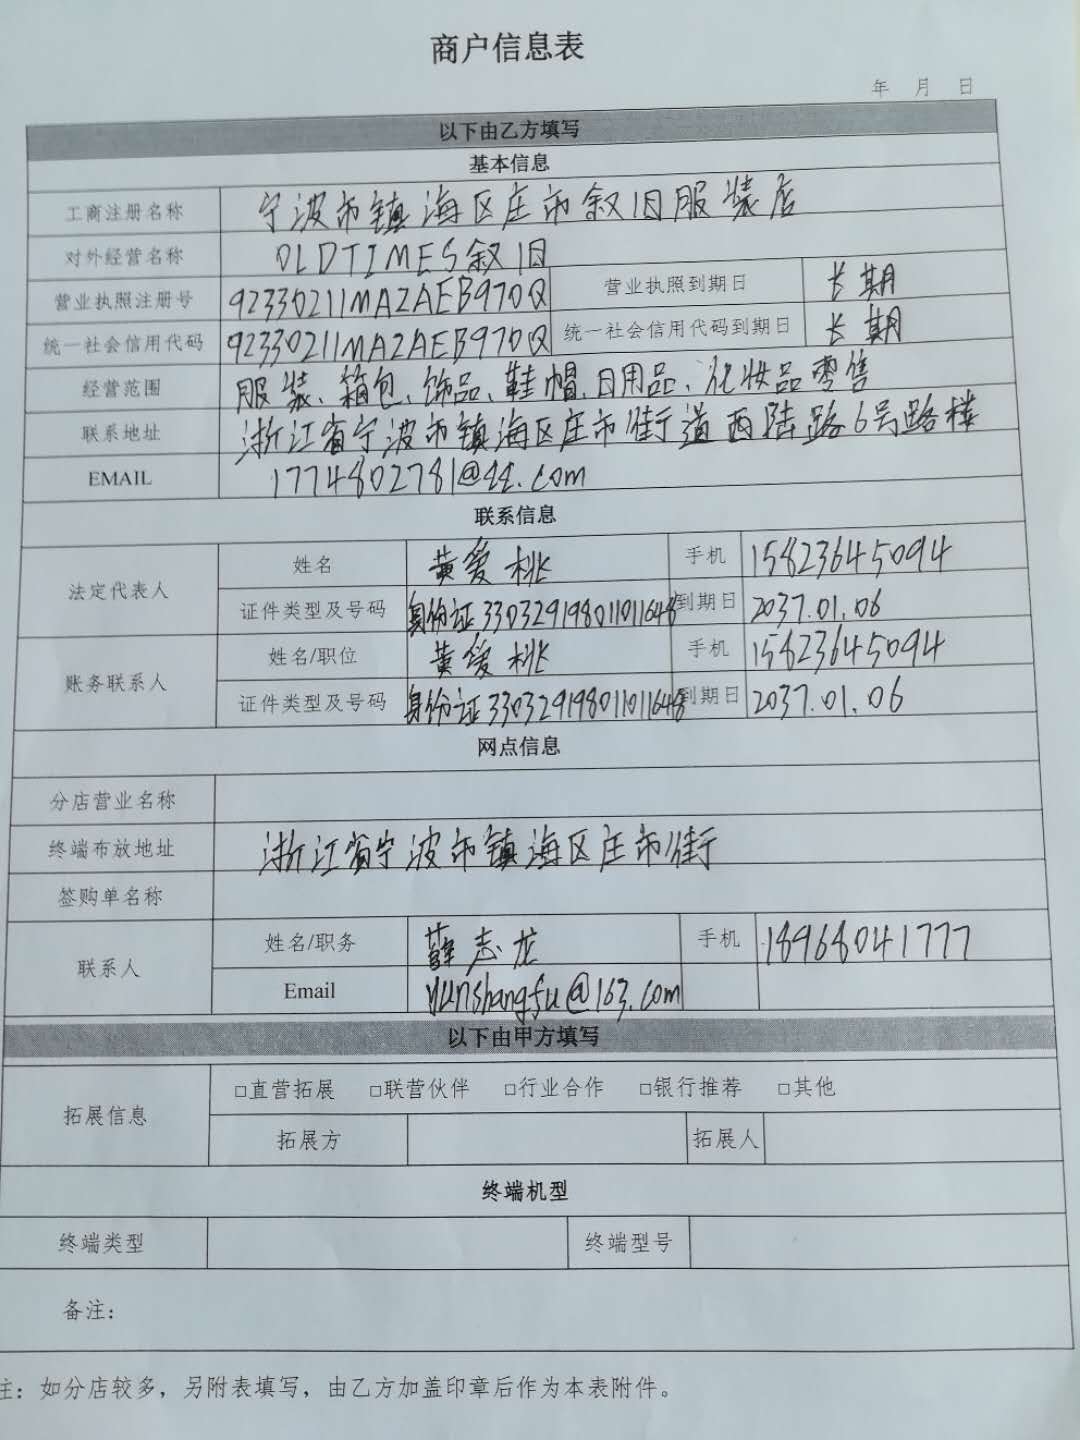 商户信息表
年 月 日
以下由乙方填写
基本信息
工商注册名称 宁波市镇海区庄市叙旧服装店
对外经营名称 OLDTIMES叙旧
营业执照注册号 92330211MA2AEB970Q 营业执照到期日 长期
统一社会信用代码 92330211MA2AEB970Q 统一社会信用代码到期日 长期
经营范围 服装、箱包、饰品、鞋帽、日用品、化妆品零售
联系地址 浙江省宁波市镇海区庄市街道西陆路6号路楼
EMAIL 1774802781@qq.com
联系信息
法定代表人 姓名 黄爱桃 手机 15823645094
证件类型及号码 身份证330329198011011648 到期日 2037.01.06
账务联系人 姓名/职位 黄爱桃 手机 15823645094
证件类型及号码 身份证330329198011011648 到期日 2037.01.06
网点信息
分店营业名称
终端布放地址 浙江省宁波市镇海区庄市街
签购单名称
联系人 姓名/职务 薛志龙 手机 18968041777
Email yunshangfu@163.com
以下由甲方填写
拓展信息 □直营拓展 □联营伙伴 □行业合作 □银行推荐 □其他
拓展方 拓展人
终端机型
终端类型 终端型号
备注：
注：如分店较多，另附表填写，由乙方加盖印章后作为本表附件。